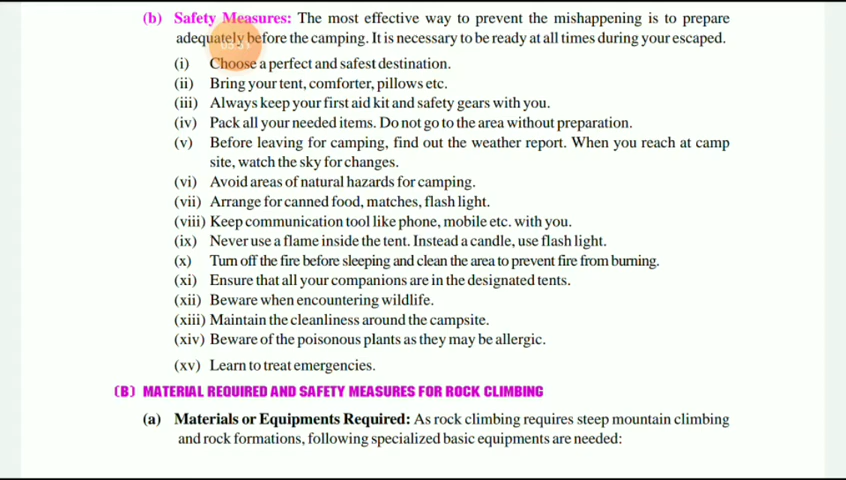 (b) Safety Measures: The most effective way to prevent the mishappening is to prepare
adequately before the camping. It is necessary to be ready at all times during your escaped.
(i) Choose a perfect and safest destination.
(ii) Bring your tent, comforter, pillows etc.
(iii) Always keep your first aid kit and safety gears with you.
(iv) Pack all your needed items. Do not go to the area without preparation.
(v) Before leaving for camping, find out the weather report. When you reach at camp
site, watch the sky for changes.
(vi) Avoid areas of natural hazards for camping.
(vii) Arrange for canned food, matches, flash light.
(viii) Keep communication tool like phone, mobile etc. with you.
(ix) Never use a flame inside the tent. Instead a candle, use flash light.
(x) Turn off the fire before sleeping and clean the area to prevent fire from burning.
(xi) Ensure that all your companions are in the designated tents.
(xii) Beware when encountering wildlife.
(xiii) Maintain the cleanliness around the campsite.
(xiv) Beware of the poisonous plants as they may be allergic.
(xv) Learn to treat emergencies.
(B) MATERIAL REQUIRED AND SAFETY MEASURES FOR ROCK CLIMBING
(a) Materials or Equipments Required: As rock climbing requires steep mountain climbing
and rock formations, following specialized basic equipments are needed: